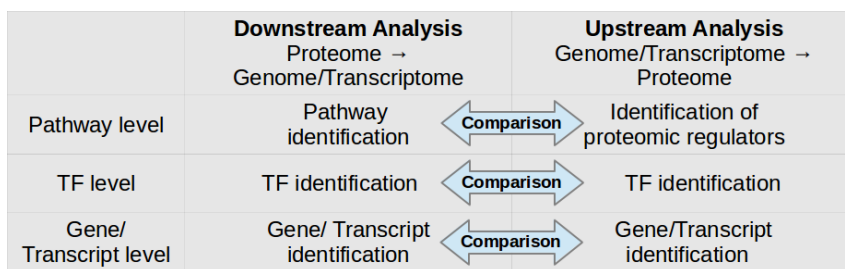 Downstream Analysis
Proteome →
Genome/Transcriptome
Upstream Analysis
Genome/Transcriptome →
Proteome
Pathway level
Pathway
identification
Comparison
Identification of
proteomic regulators
TF level
TF identification
Comparison
TF identification
Gene/
Transcript level
Gene/ Transcript
identification
Comparison
Gene/Transcript
identification